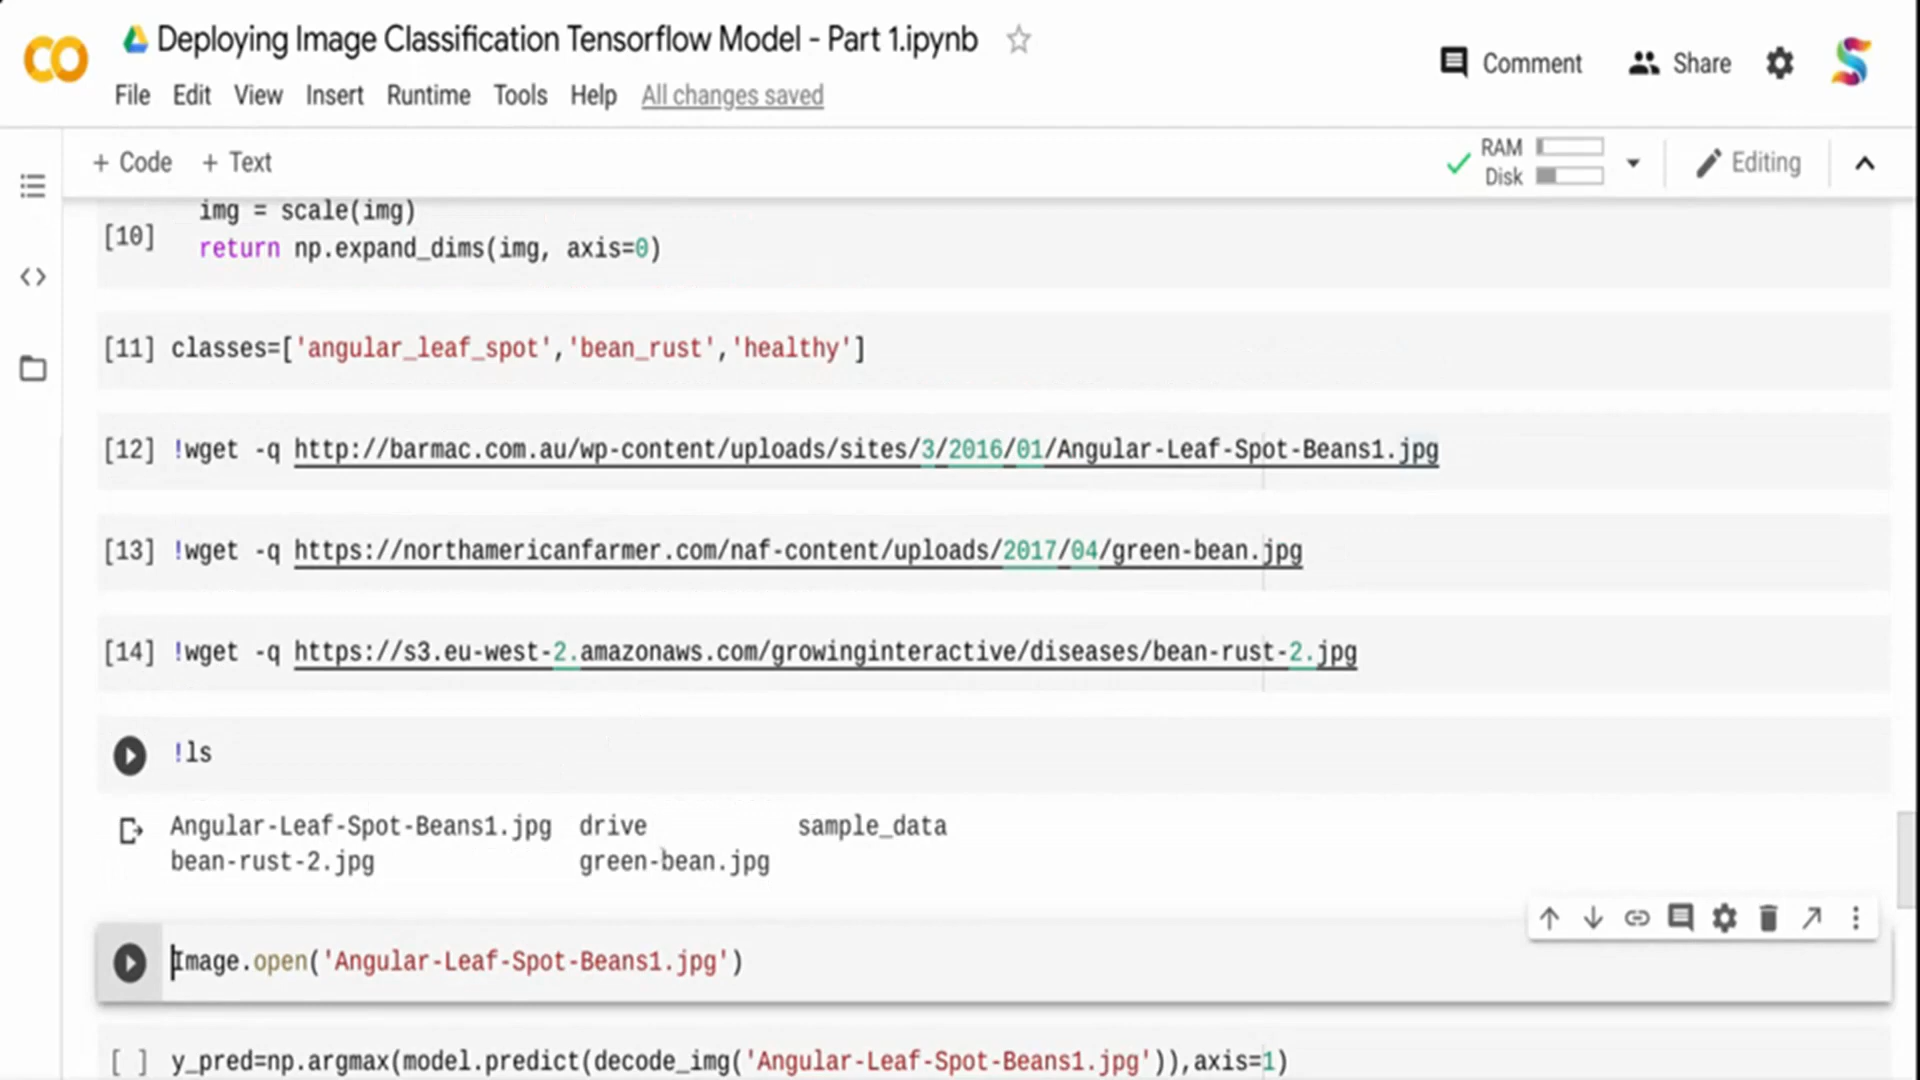 Deploying Image Classification Tensorflow Model - Part 1.ipynb
Comment
Share
File Edit View Insert Runtime Tools Help All changes saved
+ Code + Text
RAM
Disk
Editing
img = scale(img)
[10]
return np.expand_dims(img, axis=0)
[11] classes=['angular_leaf_spot','bean_rust','healthy']
[12] !wget -q http://barmac.com.au/wp-content/uploads/sites/3/2016/01/Angular-Leaf-Spot-Beans1.jpg
[13] !wget -q https://northamericanfarmer.com/naf-content/uploads/2017/04/green-bean.jpg
[14] !wget -q https://s3.eu-west-2.amazonaws.com/growinginteractive/diseases/bean-rust-2.jpg
!ls
Angular-Leaf-Spot-Beans1.jpg drive sample_data
bean-rust-2.jpg green-bean.jpg
Image.open('Angular-Leaf-Spot-Beans1.jpg')
[ ] y_pred=np.argmax(model.predict(decode_img('Angular-Leaf-Spot-Beans1.jpg')),axis=1)